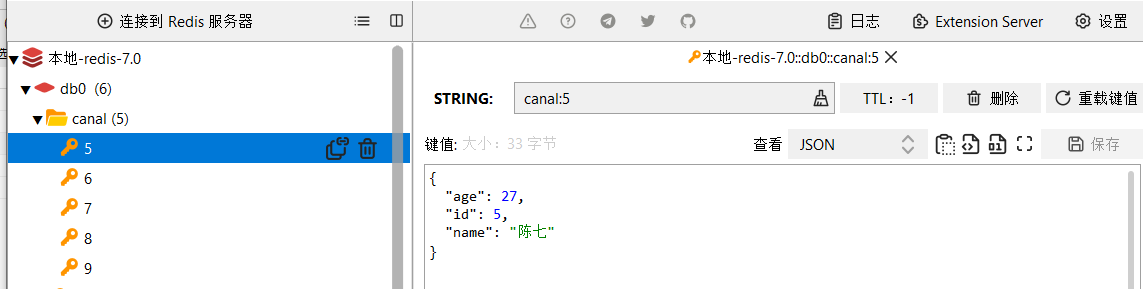 连接到 Redis 服务器
日志 Extension Server 设置
本地-redis-7.0
db0 (6)
canal (5)
5
6
7
8
9
本地-redis-7.0::db0::canal:5
STRING: canal:5 TTL: -1 删除 重载键值
键值: 大小: 33 字节 查看 JSON 保存
{
"age": 27,
"id": 5,
"name": "陈七"
}